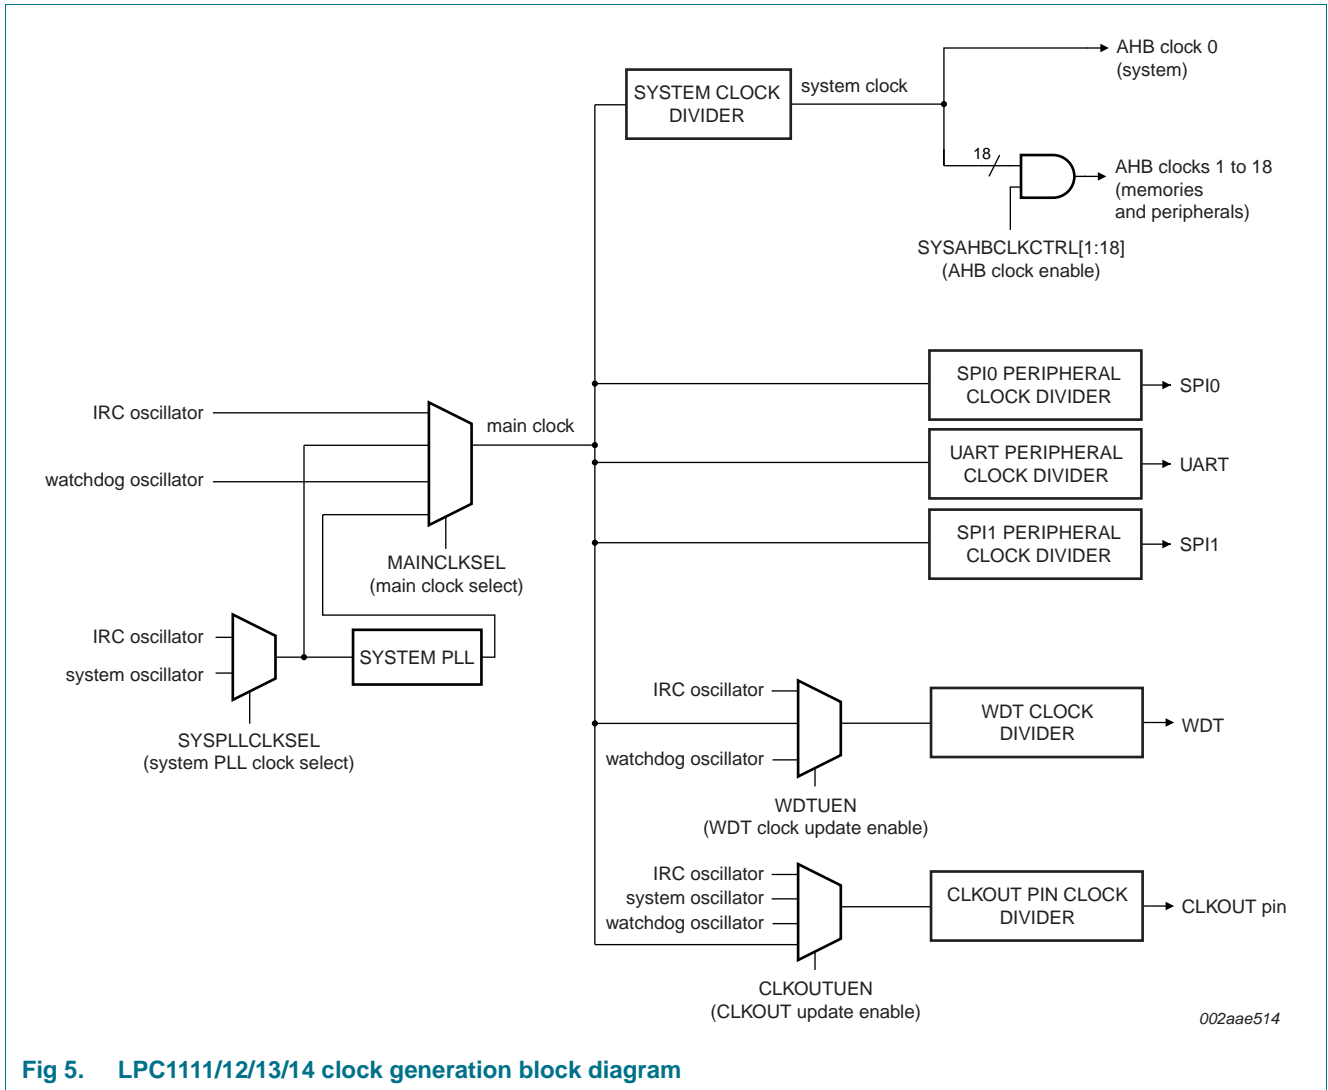 AHB clock 0
(system)
SYSTEM CLOCK
DIVIDER
system clock
18
AHB clocks 1 to 18
(memories
and peripherals)
SYSAHBCLKCTRL[1:18]
(AHB clock enable)
SPI0 PERIPHERAL
CLOCK DIVIDER
SPI0
IRC oscillator
main clock
UART PERIPHERAL
CLOCK DIVIDER
UART
watchdog oscillator
SPI1 PERIPHERAL
CLOCK DIVIDER
SPI1
MAINCLKSEL
(main clock select)
IRC oscillator
system oscillator
SYSTEM PLL
SYSPLLCLKSEL
(system PLL clock select)
IRC oscillator
watchdog oscillator
WDT CLOCK
DIVIDER
WDT
WDTUEN
(WDT clock update enable)
IRC oscillator
system oscillator
watchdog oscillator
CLKOUT PIN CLOCK
DIVIDER
CLKOUT pin
CLKOUTUEN
(CLKOUT update enable)
002aae514
Fig 5. LPC1111/12/13/14 clock generation block diagram